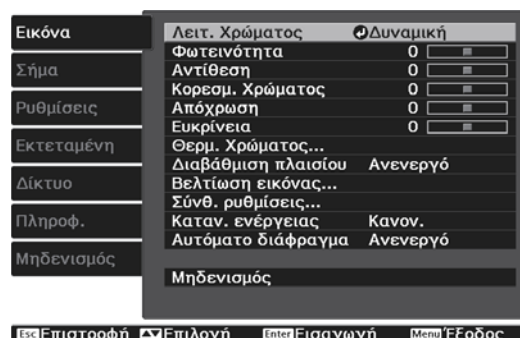 Εικόνα
Σήμα
Ρυθμίσεις
Εκτεταμένη
Δίκτυο
Πληροφ.
Μηδενισμός
Λειτ. Χρώματος Δυναμική
Φωτεινότητα 0
Αντίθεση 0
Κορεσμ. Χρώματος 0
Απόχρωση 0
Ευκρίνεια 0
Θερμ. Χρώματος...
Διαβάθμιση πλαισίου Ανενεργό
Βελτίωση εικόνας...
Σύνθ. ρυθμίσεις...
Καταν. ενέργειας Κανον.
Αυτόματο διάφραγμα Ανενεργό
Μηδενισμός
Esc Επιστροφή Επιλογή Enter Εισαγωγή Menu Έξοδος